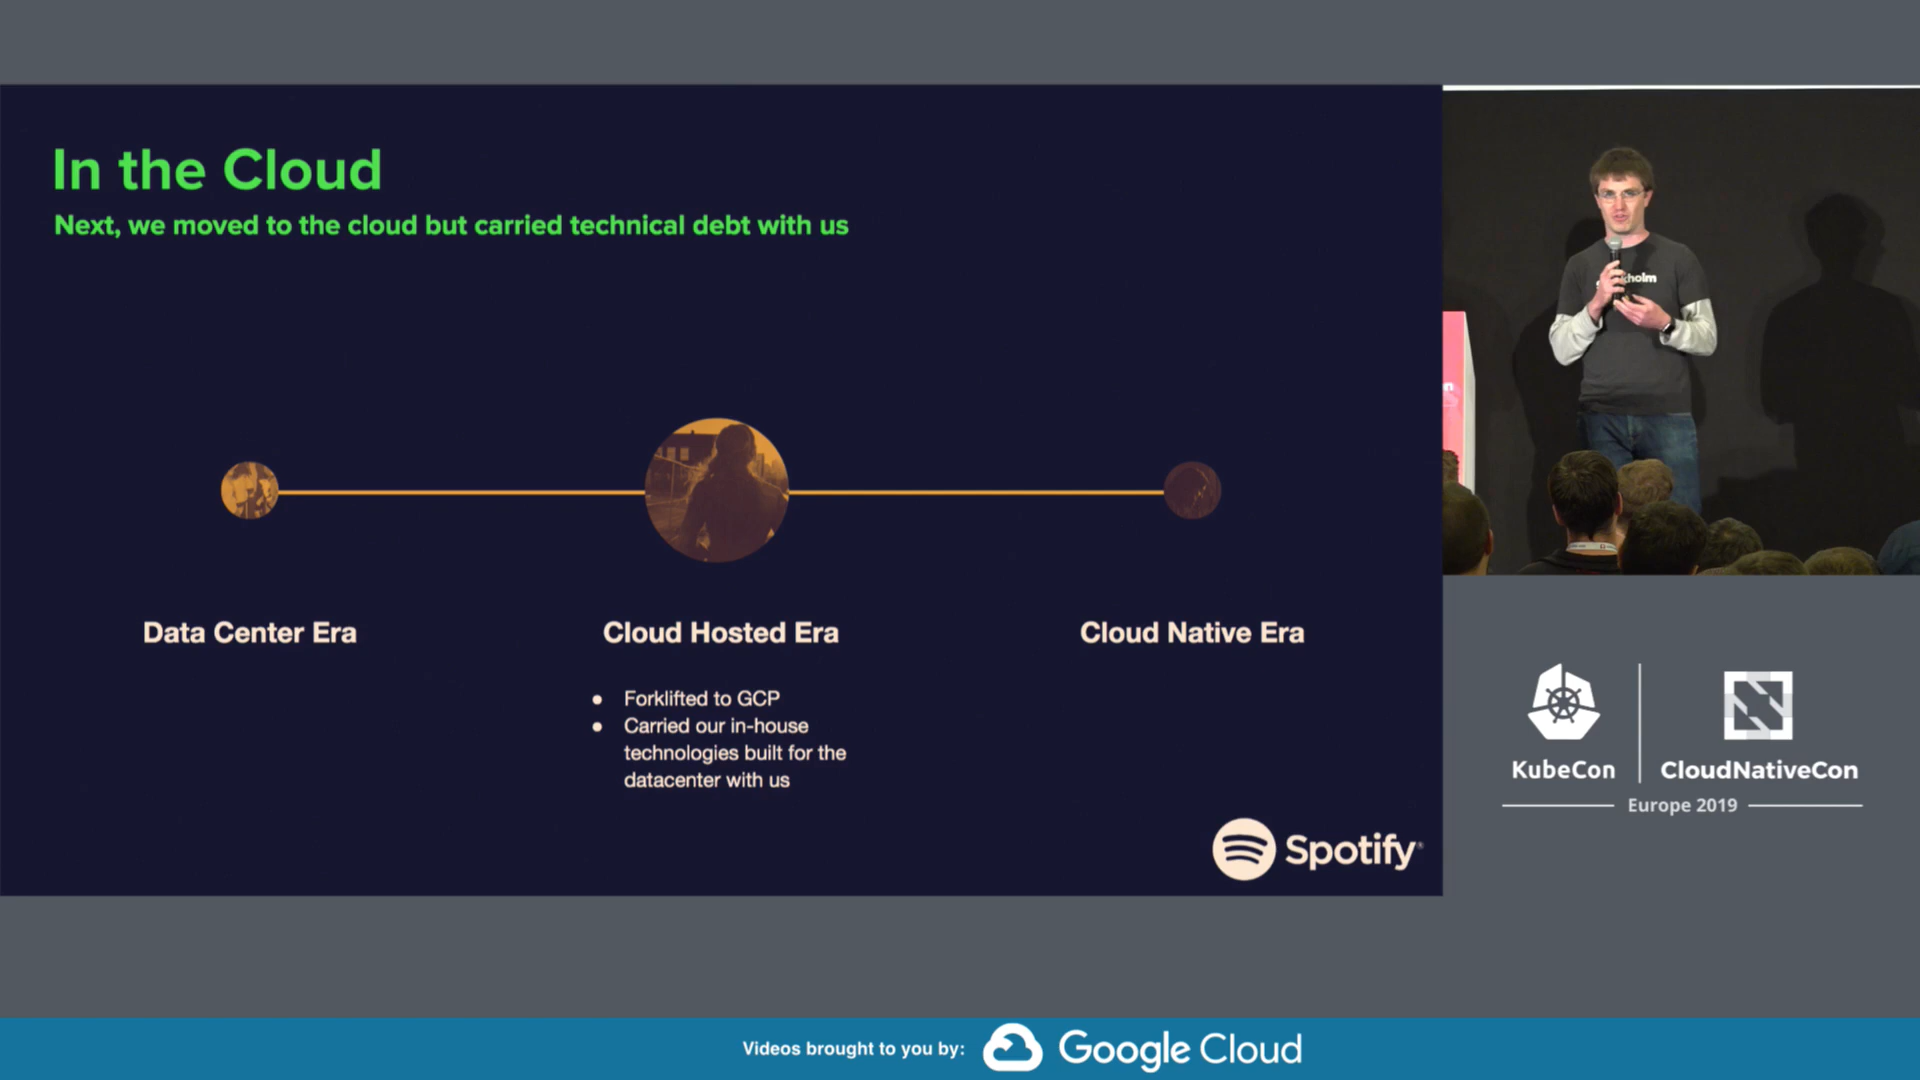 In the Cloud
Next, we moved to the cloud but carried technical debt with us
Data Center Era
Cloud Hosted Era
Cloud Native Era
● Forklifted to GCP
● Carried our in-house
technologies built for the
datacenter with us
Spotify
KubeCon
CloudNativeCon
Europe 2019
Videos brought to you by:
Google Cloud